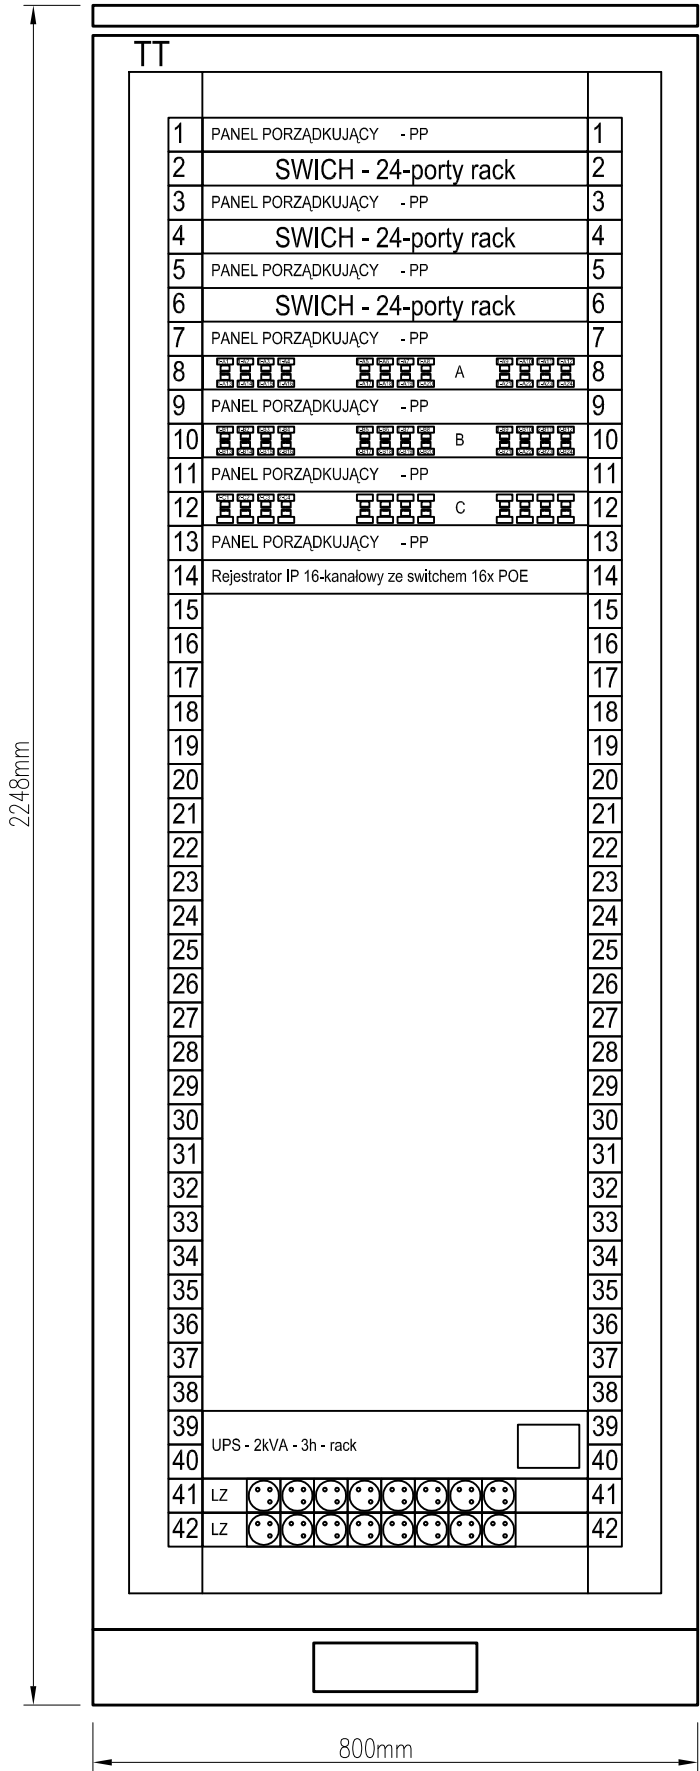 TT
1 PANEL PORZĄDKUJĄCY - PP 1
2 SWICH - 24-porty rack 2
3 PANEL PORZĄDKUJĄCY - PP 3
4 SWICH - 24-porty rack 4
5 PANEL PORZĄDKUJĄCY - PP 5
6 SWICH - 24-porty rack 6
7 PANEL PORZĄDKUJĄCY - PP 7
8 A 8
9 PANEL PORZĄDKUJĄCY - PP 9
10 B 10
11 PANEL PORZĄDKUJĄCY - PP 11
12 C 12
13 PANEL PORZĄDKUJĄCY - PP 13
14 Rejestrator IP 16-kanałowy ze switchem 16x POE 14
15 15
16 16
17 17
18 18
19 19
20 20
21 21
22 22
23 23
24 24
25 25
26 26
27 27
28 28
29 29
30 30
31 31
32 32
33 33
34 34
35 35
36 36
37 37
38 38
39 39
UPS - 2kVA - 3h - rack
40 40
41 LZ 41
42 LZ 42
2248mm
800mm